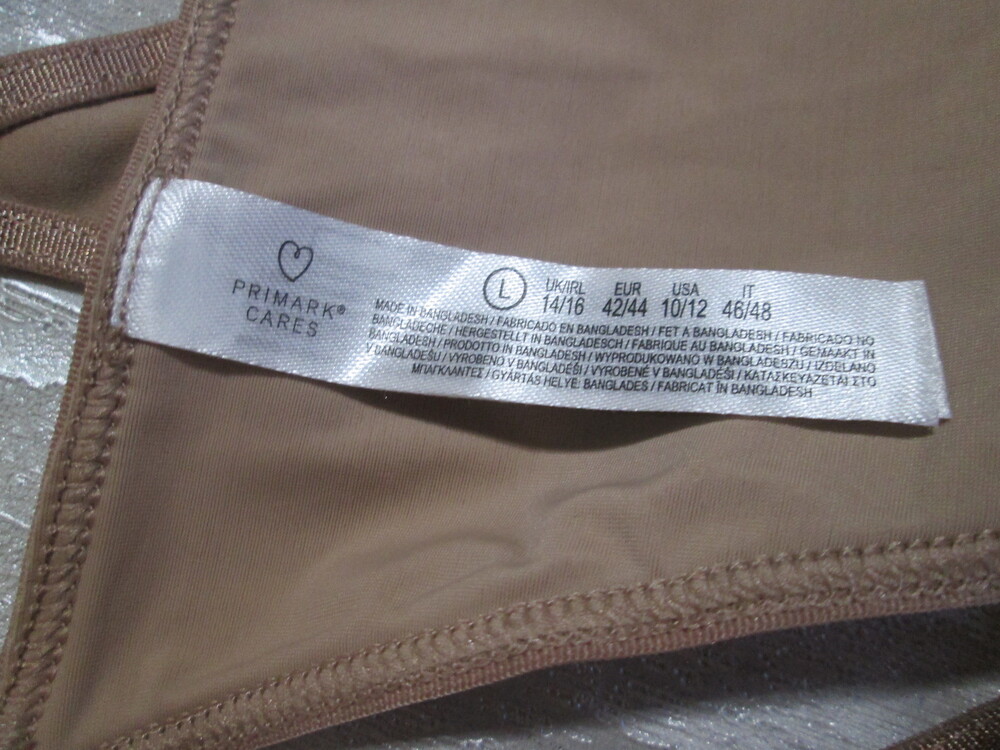 PRIMARK®
CARES
L
UK/IRL EUR USA IT
14/16 42/44 10/12 46/48
MADE IN BANGLADESH / FABRICADO EN BANGLADESH / FET A BANGLADESH / FABRICADO NO
BANGLADECHE / HERGESTELLT IN BANGLADESCH / FABRIQUE AU BANGLADESH / GEMAAKT IN
BANGLADESH / PRODOTTO IN BANGLADESH / WYPRODUKOWANO W BANGLADESZU / IZDELANO
V BANGLADEŠU / VYROBENO V BANGLADÉŠI / VYROBENÉ V BANGLADÉŠI / ΚΑΤΑΣΚΕΥΑΖΕΤΑΙ ΣΤΟ
ΜΠΑΓΚΛΑΝΤΕΣ / GYÁRTÁS HELYE: BANGLADES / FABRICAT ÎN BANGLADESH